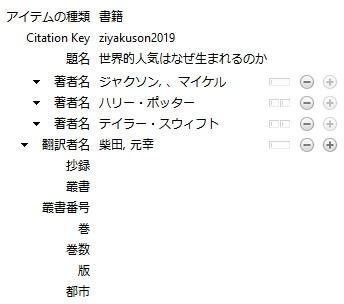 アイテムの種類 書籍
Citation Key ziyakuson2019
題名 世界的人気はなぜ生まれるのか
著者名 ジャクソン, 、マイケル
著者名 ハリー・ポッター
著者名 テイラー・スウィフト
翻訳者名 柴田, 元幸
抄録
叢書
叢書番号
巻
巻数
版
都市